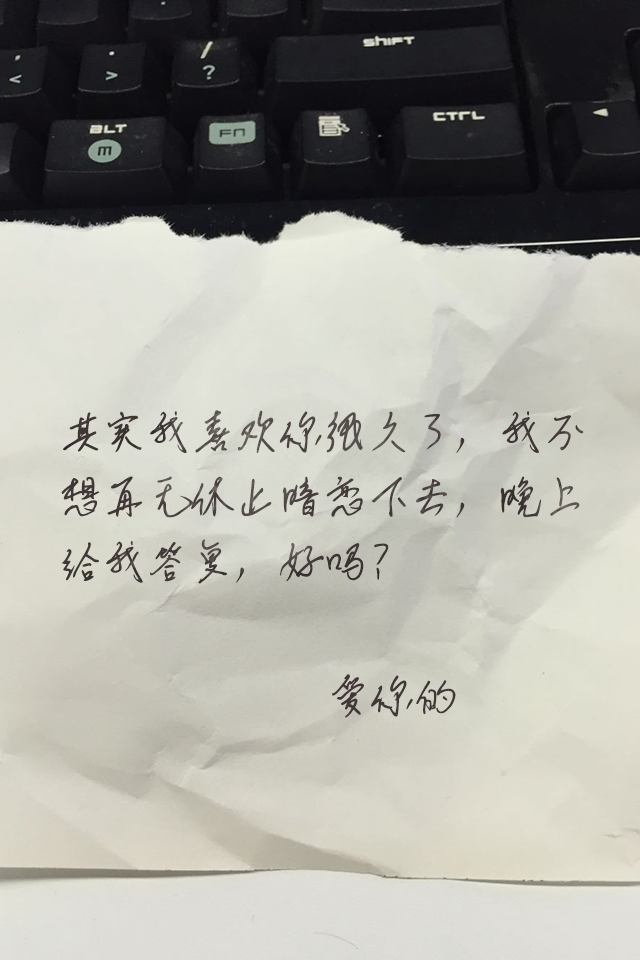 < >
/ ?
SHIFT
ALT FN CTRL
M
其实我喜欢你很久了，我不
想再无休止暗恋下去，晚上
给我答复，好吗？
爱你的